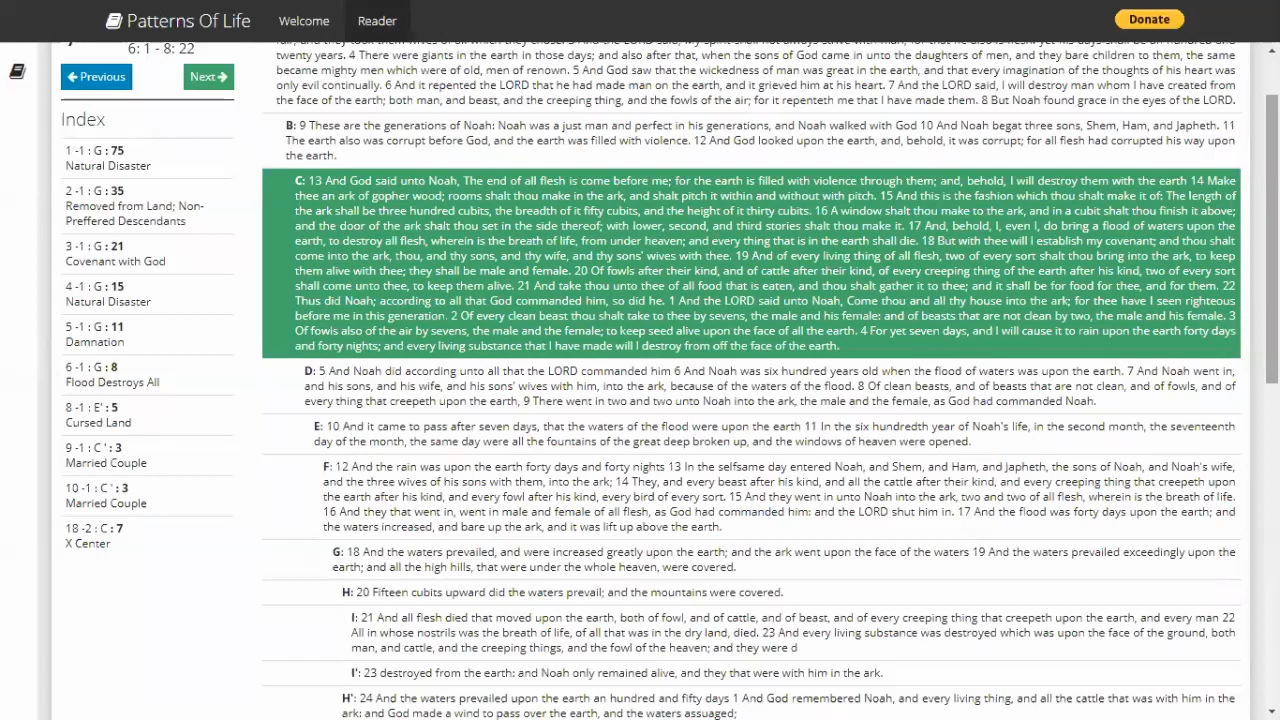 Patterns Of Life
Welcome
Reader
Donate
6: 1 - 8: 22
Previous
Next
Index
1 -1 : G : 75
Natural Disaster
2 -1 : G : 35
Removed from Land; Non-
Preffered Descendants
3 -1 : G : 21
Covenant with God
4 -1 : G : 15
Natural Disaster
5 -1 : G : 11
Damnation
6 -1 : G : 8
Flood Destroys All
8 -1 : E' : 5
Cursed Land
9 -1 : C ' : 3
Married Couple
10 -1 : C ' : 3
Married Couple
18 -2 : C : 7
X Center
twenty years. 4 There were giants in the earth in those days; and also after that, when the sons of God came in unto the daughters of men, and they bare children to them, the same
became mighty men which were of old, men of renown. 5 And God saw that the wickedness of man was great in the earth, and that every imagination of the thoughts of his heart was
only evil continually. 6 And it repented the LORD that he had made man on the earth, and it grieved him at his heart. 7 And the LORD said, I will destroy man whom I have created from
the face of the earth; both man, and beast, and the creeping thing, and the fowls of the air; for it repenteth me that I have made them. 8 But Noah found grace in the eyes of the LORD.
B: 9 These are the generations of Noah: Noah was a just man and perfect in his generations, and Noah walked with God 10 And Noah begat three sons, Shem, Ham, and Japheth. 11
The earth also was corrupt before God, and the earth was filled with violence. 12 And God looked upon the earth, and, behold, it was corrupt; for all flesh had corrupted his way upon
the earth.
C: 13 And God said unto Noah, The end of all flesh is come before me; for the earth is filled with violence through them; and, behold, I will destroy them with the earth 14 Make
thee an ark of gopher wood; rooms shalt thou make in the ark, and shalt pitch it within and without with pitch. 15 And this is the fashion which thou shalt make it of: The length of
the ark shall be three hundred cubits, the breadth of it fifty cubits, and the height of it thirty cubits. 16 A window shalt thou make to the ark, and in a cubit shalt thou finish it above;
and the door of the ark shalt thou set in the side thereof; with lower, second, and third stories shalt thou make it. 17 And, behold, I, even I, do bring a flood of waters upon the
earth, to destroy all flesh, wherein is the breath of life, from under heaven; and every thing that is in the earth shall die. 18 But with thee will I establish my covenant; and thou shalt
come into the ark, thou, and thy sons, and thy wife, and thy sons' wives with thee. 19 And of every living thing of all flesh, two of every sort shalt thou bring into the ark, to keep
them alive with thee; they shall be male and female. 20 Of fowls after their kind, and of cattle after their kind, of every creeping thing of the earth after his kind, two of every sort
shall come unto thee, to keep them alive. 21 And take thou unto thee of all food that is eaten, and thou shalt gather it to thee; and it shall be for food for thee, and for them. 22
Thus did Noah; according to all that God commanded him, so did he. 1 And the LORD said unto Noah, Come thou and all thy house into the ark; for thee have I seen righteous
before me in this generation. 2 Of every clean beast thou shalt take to thee by sevens, the male and his female: and of beasts that are not clean by two, the male and his female. 3
Of fowls also of the air by sevens, the male and the female; to keep seed alive upon the face of all the earth. 4 For yet seven days, and I will cause it to rain upon the earth forty days
and forty nights; and every living substance that I have made will I destroy from off the face of the earth.
D: 5 And Noah did according unto all that the LORD commanded him 6 And Noah was six hundred years old when the flood of waters was upon the earth. 7 And Noah went in,
and his sons, and his wife, and his sons' wives with him, into the ark, because of the waters of the flood. 8 Of clean beasts, and of beasts that are not clean, and of fowls, and of
every thing that creepeth upon the earth, 9 There went in two and two unto Noah into the ark, the male and the female, as God had commanded Noah.
E: 10 And it came to pass after seven days, that the waters of the flood were upon the earth 11 In the six hundredth year of Noah's life, in the second month, the seventeenth
day of the month, the same day were all the fountains of the great deep broken up, and the windows of heaven were opened.
F: 12 And the rain was upon the earth forty days and forty nights 13 In the selfsame day entered Noah, and Shem, and Ham, and Japheth, the sons of Noah, and Noah's wife,
and the three wives of his sons with them, into the ark; 14 They, and every beast after his kind, and all the cattle after their kind, and every creeping thing that creepeth upon
the earth after his kind, and every fowl after his kind, every bird of every sort. 15 And they went in unto Noah into the ark, two and two of all flesh, wherein is the breath of life.
16 And they that went in, went in male and female of all flesh, as God had commanded him: and the LORD shut him in. 17 And the flood was forty days upon the earth; and
the waters increased, and bare up the ark, and it was lift up above the earth.
G: 18 And the waters prevailed, and were increased greatly upon the earth; and the ark went upon the face of the waters 19 And the waters prevailed exceedingly upon the
earth; and all the high hills, that were under the whole heaven, were covered.
H: 20 Fifteen cubits upward did the waters prevail; and the mountains were covered.
I: 21 And all flesh died that moved upon the earth, both of fowl, and of cattle, and of beast, and of every creeping thing that creepeth upon the earth, and every man 22
All in whose nostrils was the breath of life, of all that was in the dry land, died. 23 And every living substance was destroyed which was upon the face of the ground, both
man, and cattle, and the creeping things, and the fowl of the heaven; and they were d
I': 23 destroyed from the earth: and Noah only remained alive, and they that were with him in the ark.
H': 24 And the waters prevailed upon the earth an hundred and fifty days 1 And God remembered Noah, and every living thing, and all the cattle that was with him in the
ark: and God made a wind to pass over the earth, and the waters assuaged;